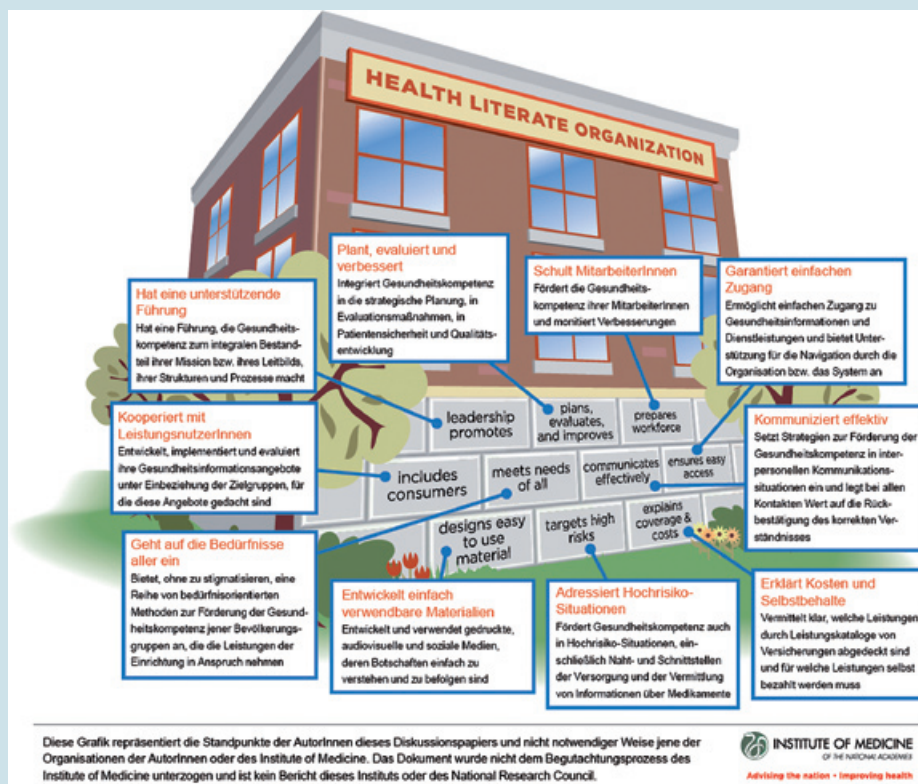 HEALTH LITERATE ORGANIZATION
Plant, evaluiert und
verbessert
Integriert Gesundheitskompetenz
in die strategische Planung, in
Evaluationsmaßnahmen, in
Patientensicherheit und Qualitäts-
entwicklung
Schult MitarbeiterInnen
Fördert die Gesundheits-
kompetenz ihrer MitarbeiterInnen
und monitiert Verbesserungen
Garantiert einfachen
Zugang
Ermöglicht einfachen Zugang zu
Gesundheitsinformationen und
Dienstleistungen und bietet Unter-
stützung für die Navigation durch die
Organisation bzw. das System an
Hat eine unterstützende
Führung
Hat eine Führung, die Gesundheits-
kompetenz zum integralen Bestand-
teil ihrer Mission bzw. ihres Leitbilds,
ihrer Strukturen und Prozesse macht
leadership
promotes
plans,
evaluates,
and improves
prepares
workforce
Kooperiert mit
LeistungsnutzerInnen
Entwickelt, implementiert und evaluiert
ihre Gesundheitsinformationsangebote
unter Einbeziehung der Zielgruppen, für
die diese Angebote gedacht sind
includes
consumers
meets needs
of all
communicates
effectively
ensures easy
access
Kommuniziert effektiv
Setzt Strategien zur Förderung der
Gesundheitskompetenz in inter-
personellen Kommunikations-
situationen ein und legt bei allen
Kontakten Wert auf die Rück-
bestätigung des korrekten Ver-
ständnisses
designs easy
to use
material
targets high
risks
explains
coverage &
costs
Geht auf die Bedürfnisse
aller ein
Bietet, ohne zu stigmatisieren, eine
Reihe von bedürfnisorientierten
Methoden zur Förderung der Gesund-
heitskompetenz jener Bevölkerungs-
gruppen an, die die Leistungen der
Einrichtung in Anspruch nehmen
Entwickelt einfach
verwendbare Materialien
Entwickelt und verwendet gedruckte,
audiovisuelle und soziale Medien,
deren Botschaften einfach zu
verstehen und zu befolgen sind
Adressiert Hochrisiko-
Situationen
Fördert Gesundheitskompetenz auch
in Hochrisiko-Situationen, ein-
schließlich Naht- und Schnittstellen
der Versorgung und der Vermittlung
von Informationen über Medikamente
Erklärt Kosten und
Selbstbehalte
Vermittelt klar, welche Leistungen
durch Leistungskataloge von
Versicherungen abgedeckt sind
und für welche Leistungen selbst
bezahlt werden muss
Diese Grafik repräsentiert die Standpunkte der AutorInnen dieses Diskussionspapiers und nicht notwendiger Weise jene der
Organisationen der AutorInnen oder des Institute of Medicine. Das Dokument wurde nicht dem Begutachtungsprozess des
Institute of Medicine unterzogen und ist kein Bericht dieses Instituts oder des National Research Council.
INSTITUTE OF MEDICINE
OF THE NATIONAL ACADEMIES
Advising the nation • Improving health